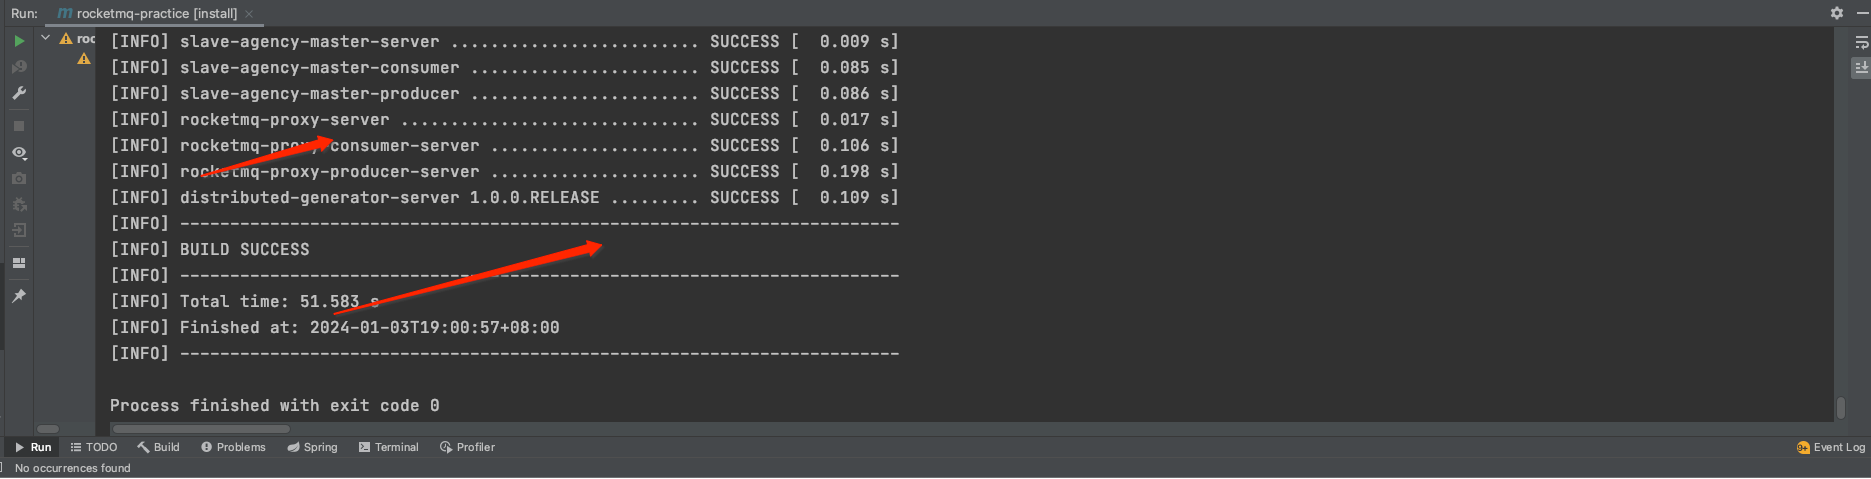 Run: rocketmq-practice [install]
roc
[INFO] slave-agency-master-server ......................... SUCCESS [  0.009 s]
[INFO] slave-agency-master-consumer ....................... SUCCESS [  0.085 s]
[INFO] slave-agency-master-producer ....................... SUCCESS [  0.086 s]
[INFO] rocketmq-proxy-server .............................. SUCCESS [  0.017 s]
[INFO] rocketmq-proxy-consumer-server ..................... SUCCESS [  0.106 s]
[INFO] rocketmq-proxy-producer-server ..................... SUCCESS [  0.198 s]
[INFO] distributed-generator-server 1.0.0.RELEASE ......... SUCCESS [  0.109 s]
[INFO] ------------------------------------------------------------------------
[INFO] BUILD SUCCESS
[INFO] ------------------------------------------------------------------------
[INFO] Total time: 51.583 s
[INFO] Finished at: 2024-01-03T19:00:57+08:00
[INFO] ------------------------------------------------------------------------
Process finished with exit code 0
Run TODO Build Problems Spring Terminal Profiler 9+ Event Log
No occurrences found